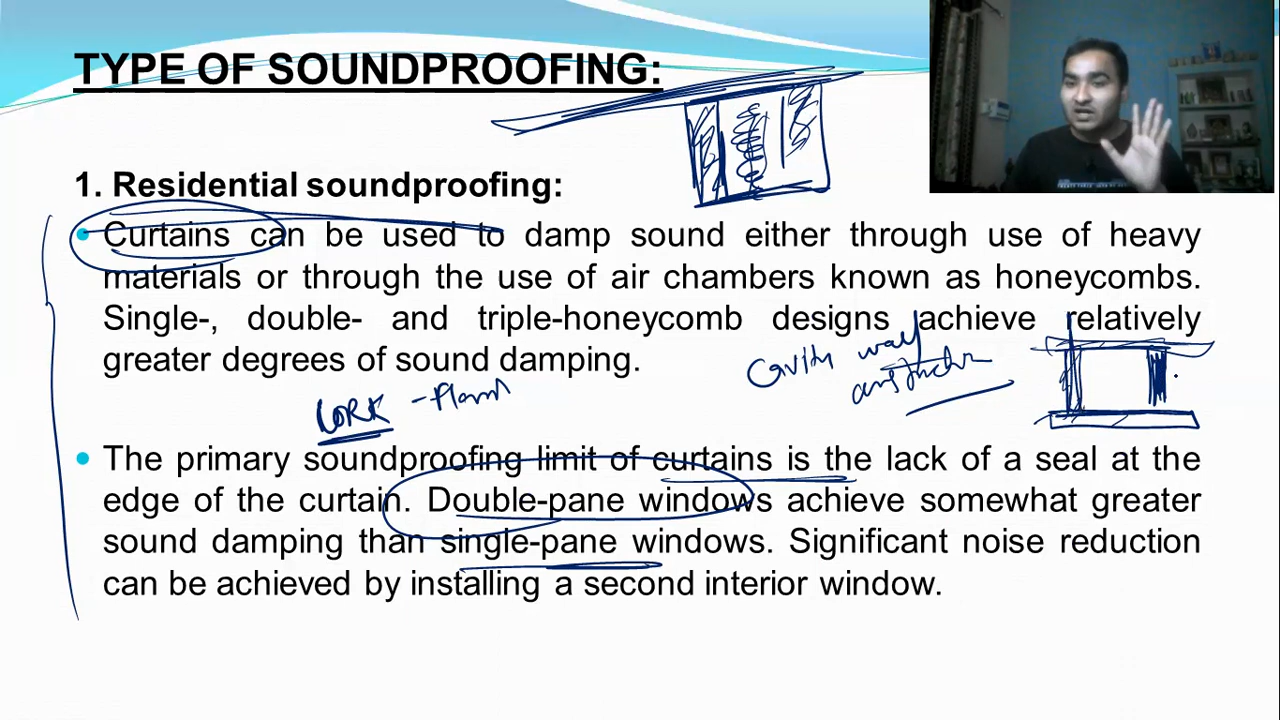 TYPE OF SOUNDPROOFING:
1. Residential soundproofing:
• Curtains can be used to damp sound either through use of heavy
materials or through the use of air chambers known as honeycombs.
Single-, double- and triple-honeycomb designs achieve relatively
greater degrees of sound damping.
Cavity wall
CORK
• The primary soundproofing limit of curtains is the lack of a seal at the
edge of the curtain. Double-pane windows achieve somewhat greater
sound damping than single-pane windows. Significant noise reduction
can be achieved by installing a second interior window.